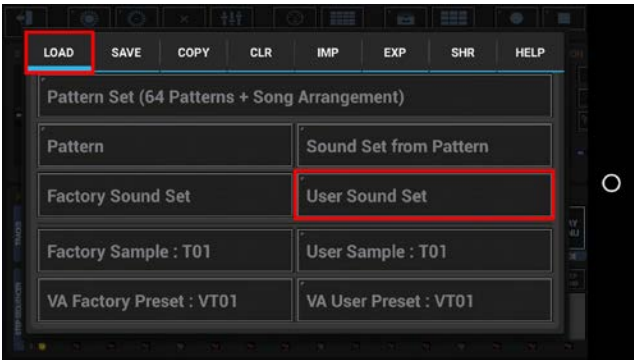 LOAD SAVE COPY CLR IMP EXP SHR HELP
Pattern Set (64 Patterns + Song Arrangement)
Pattern Sound Set from Pattern
Factory Sound Set User Sound Set
Factory Sample : T01 User Sample : T01
VA Factory Preset : VT01 VA User Preset : VT01